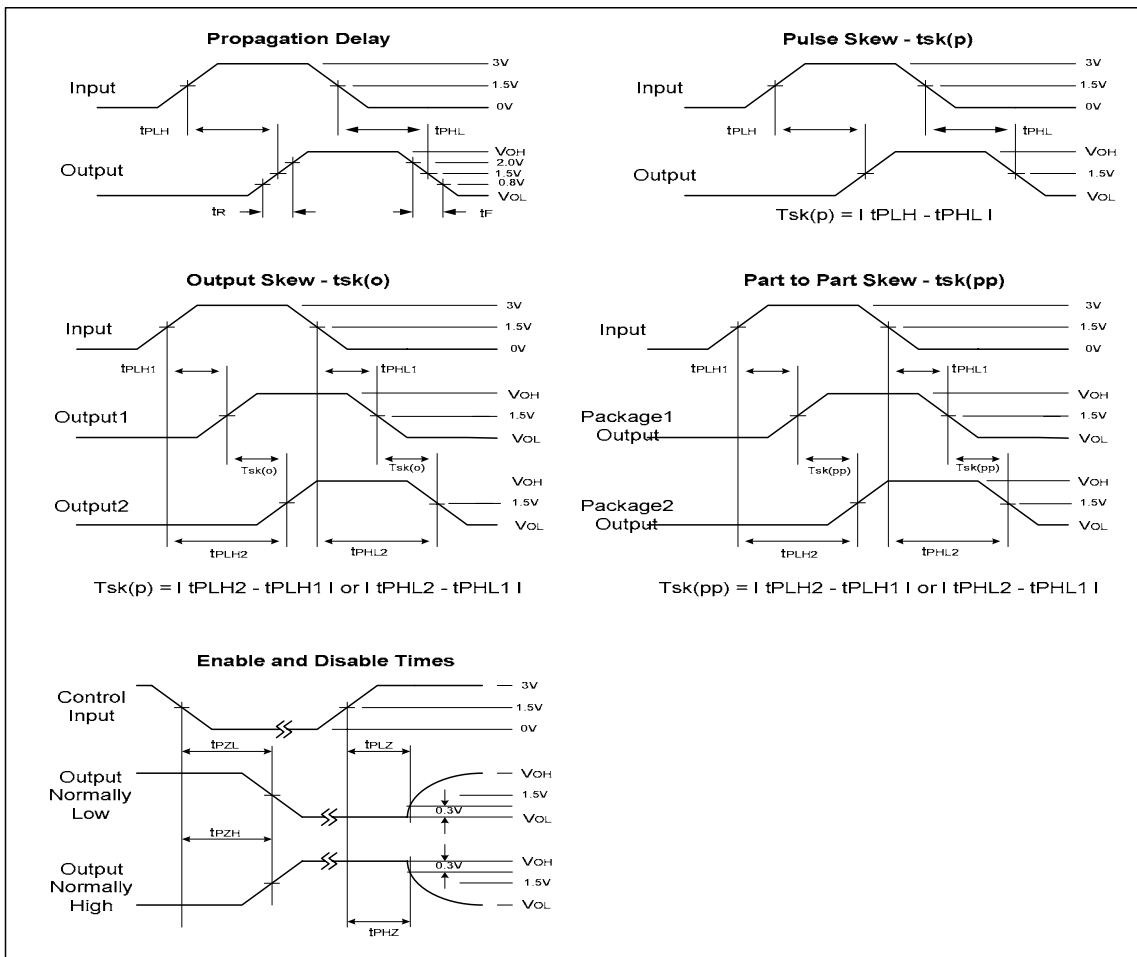 Propagation Delay
Input
3V
1.5V
0V
tPLH
tPHL
Output
VOH
2.0V
1.5V
0.8V
VOL
tR
tF
Pulse Skew - tsk(p)
Input
3V
1.5V
0V
tPLH
tPHL
Output
VOH
1.5V
VOL
Tsk(p) = I tPLH - tPHL I
Output Skew - tsk(o)
Input
3V
1.5V
0V
tPLH1
tPHL1
Output1
VOH
1.5V
VOL
Tsk(o)
Tsk(o)
Output2
VOH
1.5V
VOL
tPLH2
tPHL2
Tsk(p) = I tPLH2 - tPLH1 I or I tPHL2 - tPHL1 I
Part to Part Skew - tsk(pp)
Input
3V
1.5V
0V
tPLH1
tPHL1
Package1
Output
VOH
1.5V
VOL
Tsk(pp)
Tsk(pp)
Package2
Output
VOH
1.5V
VOL
tPLH2
tPHL2
Tsk(pp) = I tPLH2 - tPLH1 I or I tPHL2 - tPHL1 I
Enable and Disable Times
Control
Input
3V
1.5V
0V
tPZL
tPLZ
Output
Normally
Low
VOH
1.5V
0.3V
VOL
tPZH
Output
Normally
High
VOH
0.3V
1.5V
VOL
tPHZ